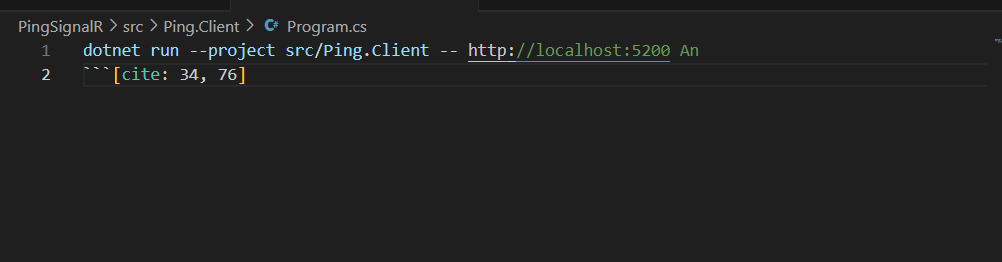 PingSignalR > src > Ping.Client > C# Program.cs
1 dotnet run --project src/Ping.Client -- http://localhost:5200 An
2 ```[cite: 34, 76]